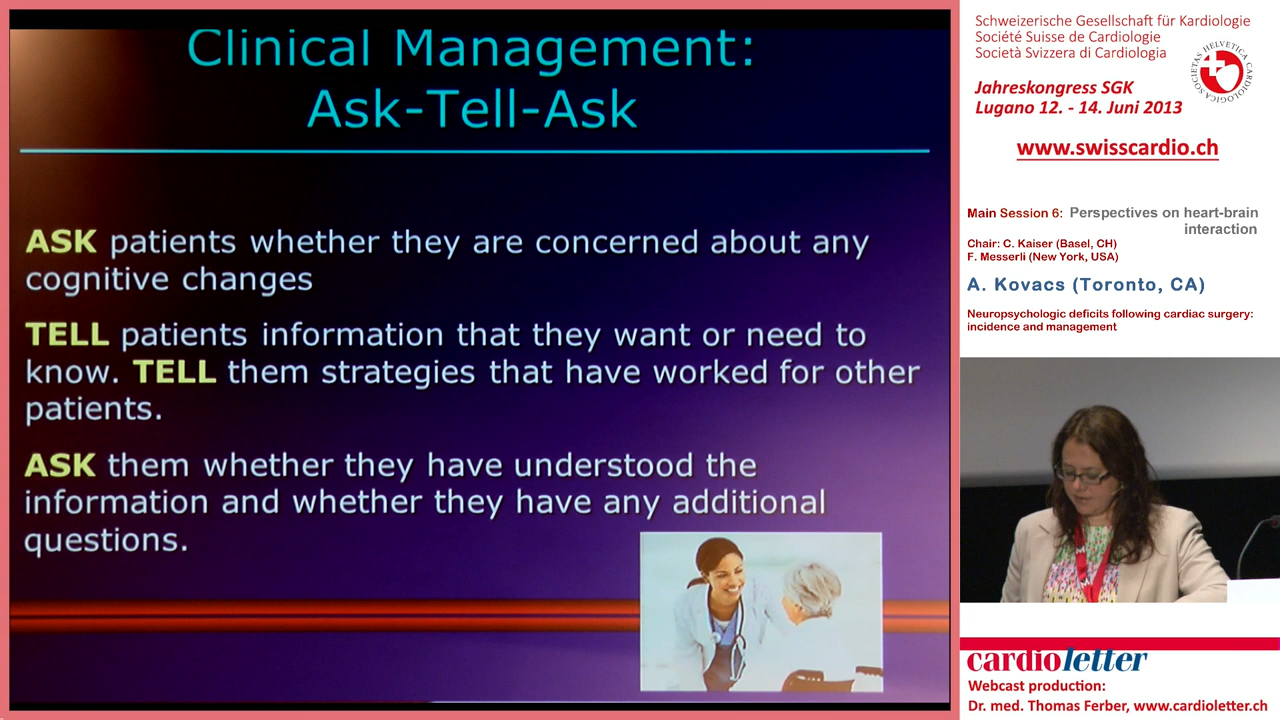 Clinical Management:
Ask-Tell-Ask
ASK patients whether they are concerned about any
cognitive changes
TELL patients information that they want or need to
know. TELL them strategies that have worked for other
patients.
ASK them whether they have understood the
information and whether they have any additional
questions.
Schweizerische Gesellschaft für Kardiologie
Société Suisse de Cardiologie
Società Svizzera di Cardiologia
SOCIETAS HELVETICA CARDIOLOGICA
Jahreskongress SGK
Lugano 12. - 14. Juni 2013
www.swisscardio.ch
Main Session 6: Perspectives on heart-brain
interaction
Chair: C. Kaiser (Basel, CH)
F. Messerli (New York, USA)
A. Kovacs (Toronto, CA)
Neuropsychologic deficits following cardiac surgery:
incidence and management
cardioletter
Webcast production:
Dr. med. Thomas Ferber, www.cardioletter.ch